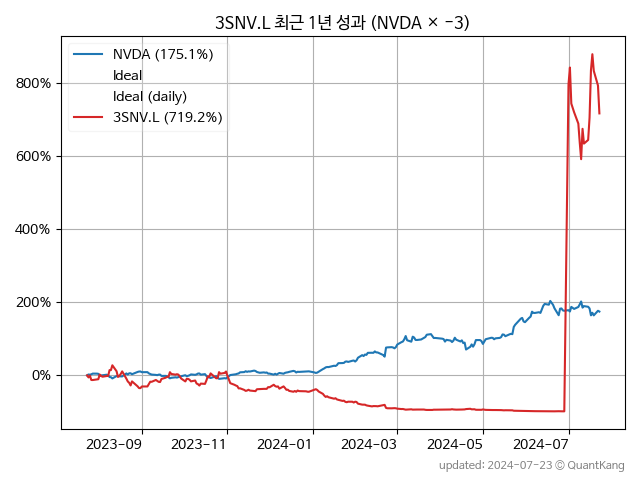 3SNV.L 최근 1년 성과 (NVDA × −3)
NVDA (175.1%)
Ideal
Ideal (daily)
3SNV.L (719.2%)
800%
600%
400%
200%
0%
2023-09 2023-11 2024-01 2024-03 2024-05 2024-07
updated: 2024-07-23 © QuantKang